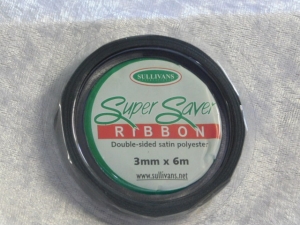 SULLIVANS
Super Saver
RIBBON
Double-sided satin polyester
3mm x 6m
www.sullivans.net